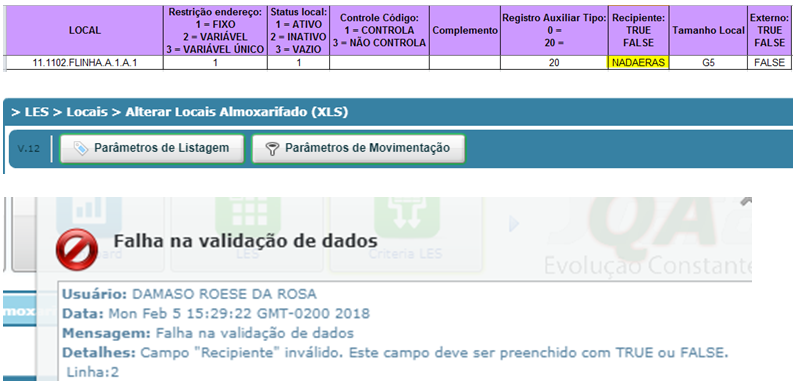 LOCAL
Restrição endereço:
1 = FIXO
2 = VARIÁVEL
3 = VARIÁVEL ÚNICO
Status local:
1 = ATIVO
2 = INATIVO
3 = VAZIO
Controle Código:
1 = CONTROLA
3 = NÃO CONTROLA
Complemento
Registro Auxiliar Tipo:
0 =
20 =
Recipiente:
TRUE
FALSE
Tamanho Local
Externo:
TRUE
FALSE
11.1102.FLINHA.A.1.A.1 1 1 20 NADAERAS G5 FALSE
> LES > Locais > Alterar Locais Almoxarifado (XLS)
V.12 Parâmetros de Listagem Parâmetros de Movimentação
LES
Criteria LES
QA
Evolução Constante
Falha na validação de dados
Usuário: DAMASO ROESE DA ROSA
Data: Mon Feb 5 15:29:22 GMT-0200 2018
Mensagem: Falha na validação de dados
Detalhes: Campo "Recipiente" inválido. Este campo deve ser preenchido com TRUE ou FALSE.
Linha:2